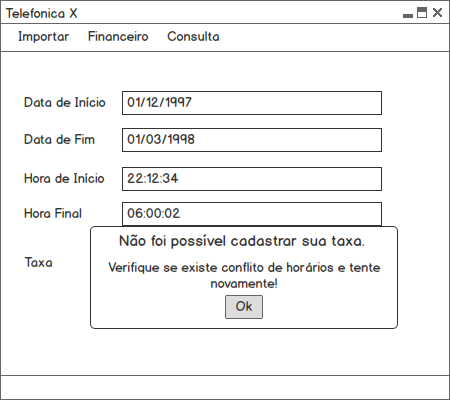 Telefonica X
Importar Financeiro Consulta
Data de Início 01/12/1997
Data de Fim 01/03/1998
Hora de Início 22:12:34
Hora Final 06:00:02
Não foi possível cadastrar sua taxa.
Taxa
Verifique se existe conflito de horários e tente
novamente!
Ok